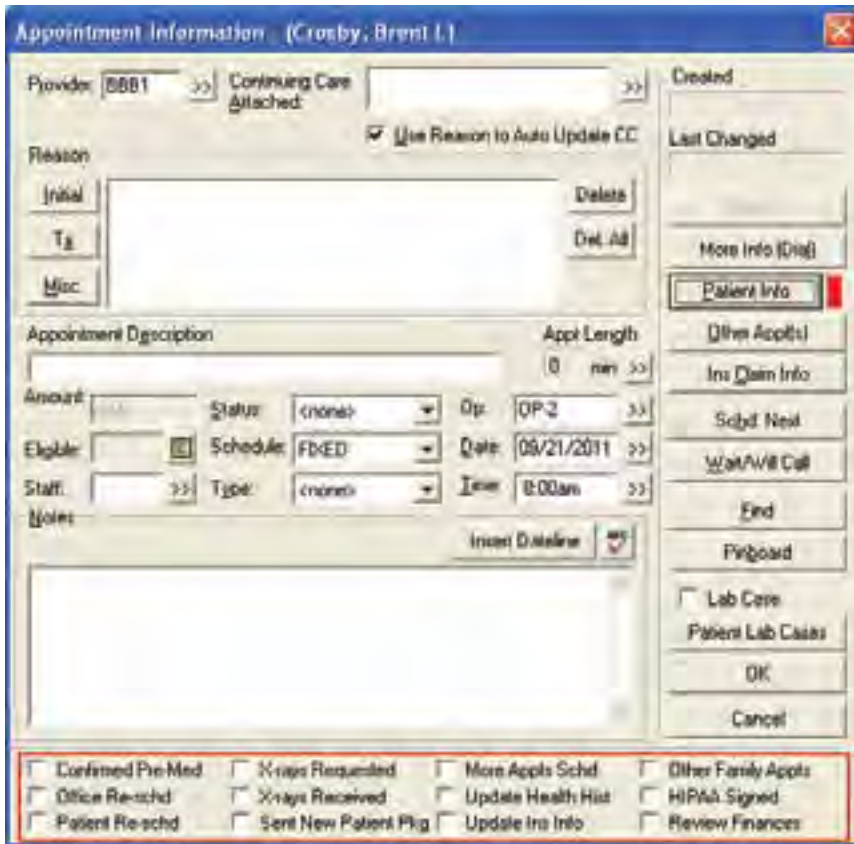 Appointment Information (Crosby, Brent L)
Provider: BBB1 >> Continuing Care Attached: >>
Use Reason to Auto Update CC
Reason
Initial
Tx
Misc
Delete
Del. All
Appointment Description
Appt Length
0 min >>
Amount:
Status: <none>
Op: OP-2 >>
Eligible:
Schedule: FIXED
Date: 09/21/2011 >>
Staff: >>
Type: <none>
Time: 8:00am >>
Notes
Insert Dateline
Created
Last Changed
More Info (Dial)
Patient Info
Other Appt(s)
Ins Claim Info
Schd Next
Wait/Will Call
Find
Pinboard
Lab Case
Patient Lab Cases
OK
Cancel
Confirmed Pre-Med X-rays Requested More Appts Schd Other Family Appts
Office Re-schd X-rays Received Update Health Hist HIPAA Signed
Patient Re-schd Sent New Patient Pkg Update Ins Info Review Finances